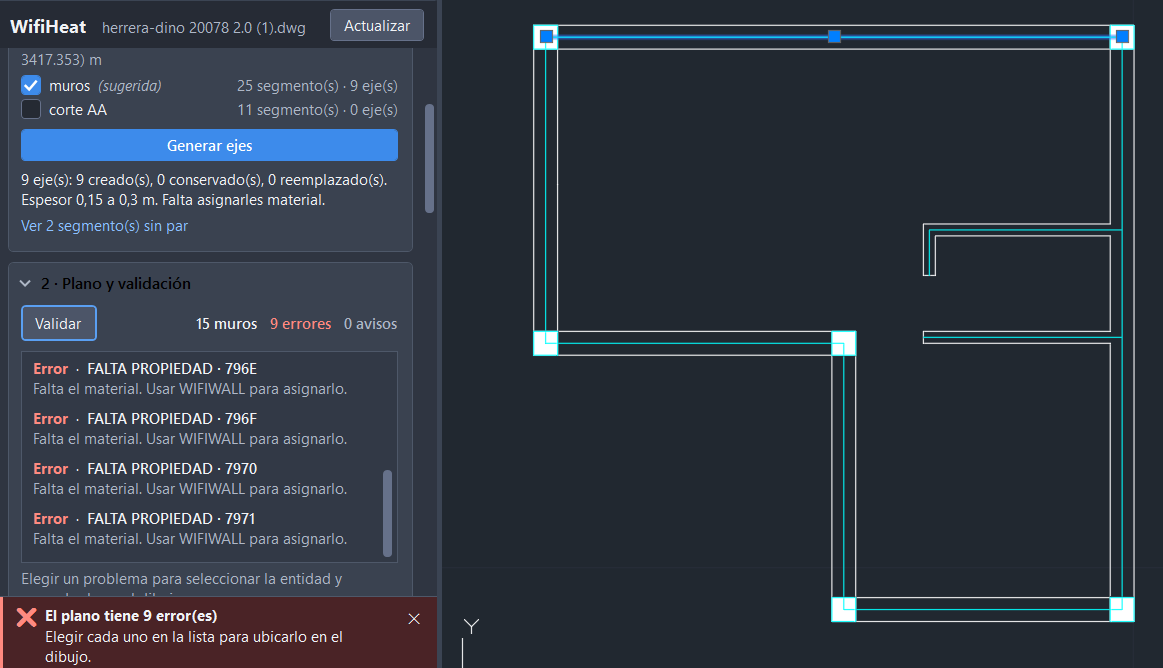 WifiHeat herrera-dino 20078 2.0 (1).dwg Actualizar
3417.353) m
muros (sugerida) 25 segmento(s) · 9 eje(s)
corte AA 11 segmento(s) · 0 eje(s)
Generar ejes
9 eje(s): 9 creado(s), 0 conservado(s), 0 reemplazado(s).
Espesor 0,15 a 0,3 m. Falta asignarles material.
Ver 2 segmento(s) sin par
2 · Plano y validación
Validar 15 muros 9 errores 0 avisos
Error · FALTA PROPIEDAD · 796E
Falta el material. Usar WIFIWALL para asignarlo.
Error · FALTA PROPIEDAD · 796F
Falta el material. Usar WIFIWALL para asignarlo.
Error · FALTA PROPIEDAD · 7970
Falta el material. Usar WIFIWALL para asignarlo.
Error · FALTA PROPIEDAD · 7971
Falta el material. Usar WIFIWALL para asignarlo.
Elegir un problema para seleccionar la entidad y
El plano tiene 9 error(es)
Elegir cada uno en la lista para ubicarlo en el
dibujo.
Y